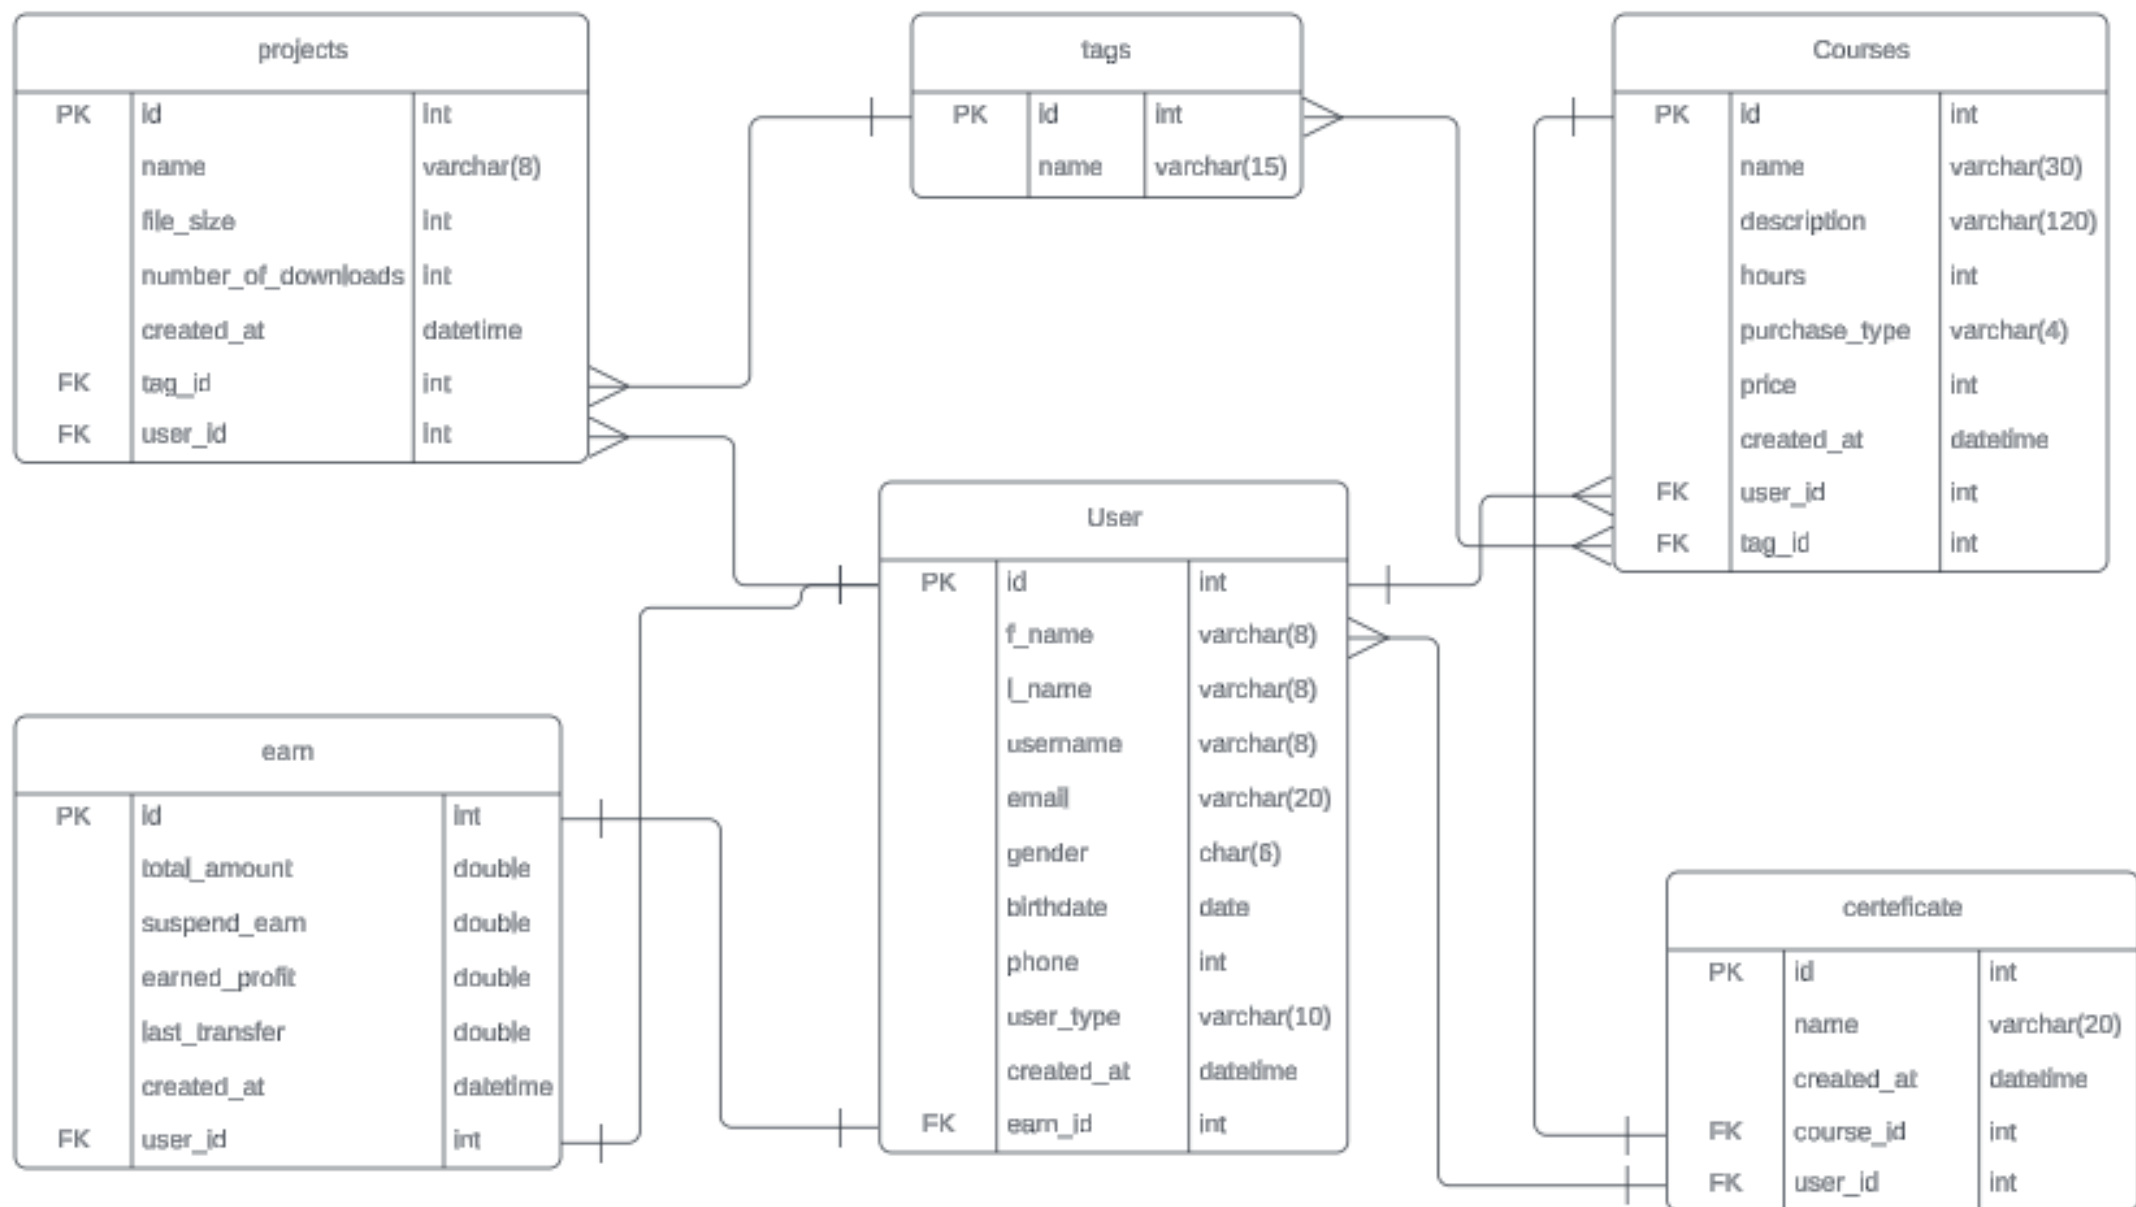 projects
PK id int
name varchar(8)
file_size int
number_of_downloads int
created_at datetime
FK tag_id int
FK user_id int
tags
PK id int
name varchar(15)
Courses
PK id int
name varchar(30)
description varchar(120)
hours int
purchase_type varchar(4)
price int
created_at datetime
FK user_id int
FK tag_id int
User
PK id int
f_name varchar(8)
l_name varchar(8)
username varchar(8)
email varchar(20)
gender char(6)
birthdate date
phone int
user_type varchar(10)
created_at datetime
FK earn_id int
earn
PK id int
total_amount double
suspend_earn double
earned_profit double
last_transfer double
created_at datetime
FK user_id int
certeficate
PK id int
name varchar(20)
created_at datetime
FK course_id int
FK user_id int